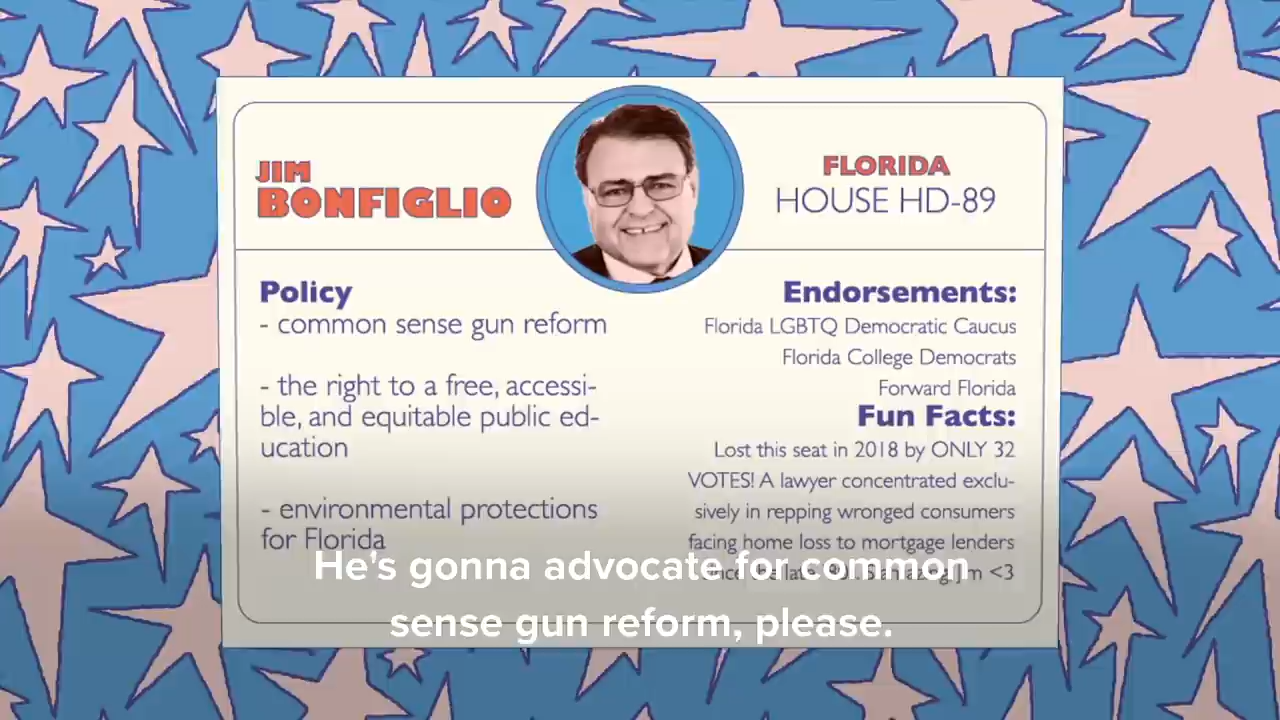 JIM
BONFIGLIO
FLORIDA
HOUSE HD-89
Policy
- common sense gun reform
- the right to a free, accessi-
ble, and equitable public ed-
ucation
- environmental protections
for Florida
Endorsements:
Florida LGBTQ Democratic Caucus
Florida College Democrats
Forward Florida
Fun Facts:
Lost this seat in 2018 by ONLY 32
VOTES! A lawyer concentrated exclu-
sively in repping wronged consumers
facing home loss to mortgage lenders
<3
He's gonna advocate for common
sense gun reform, please.